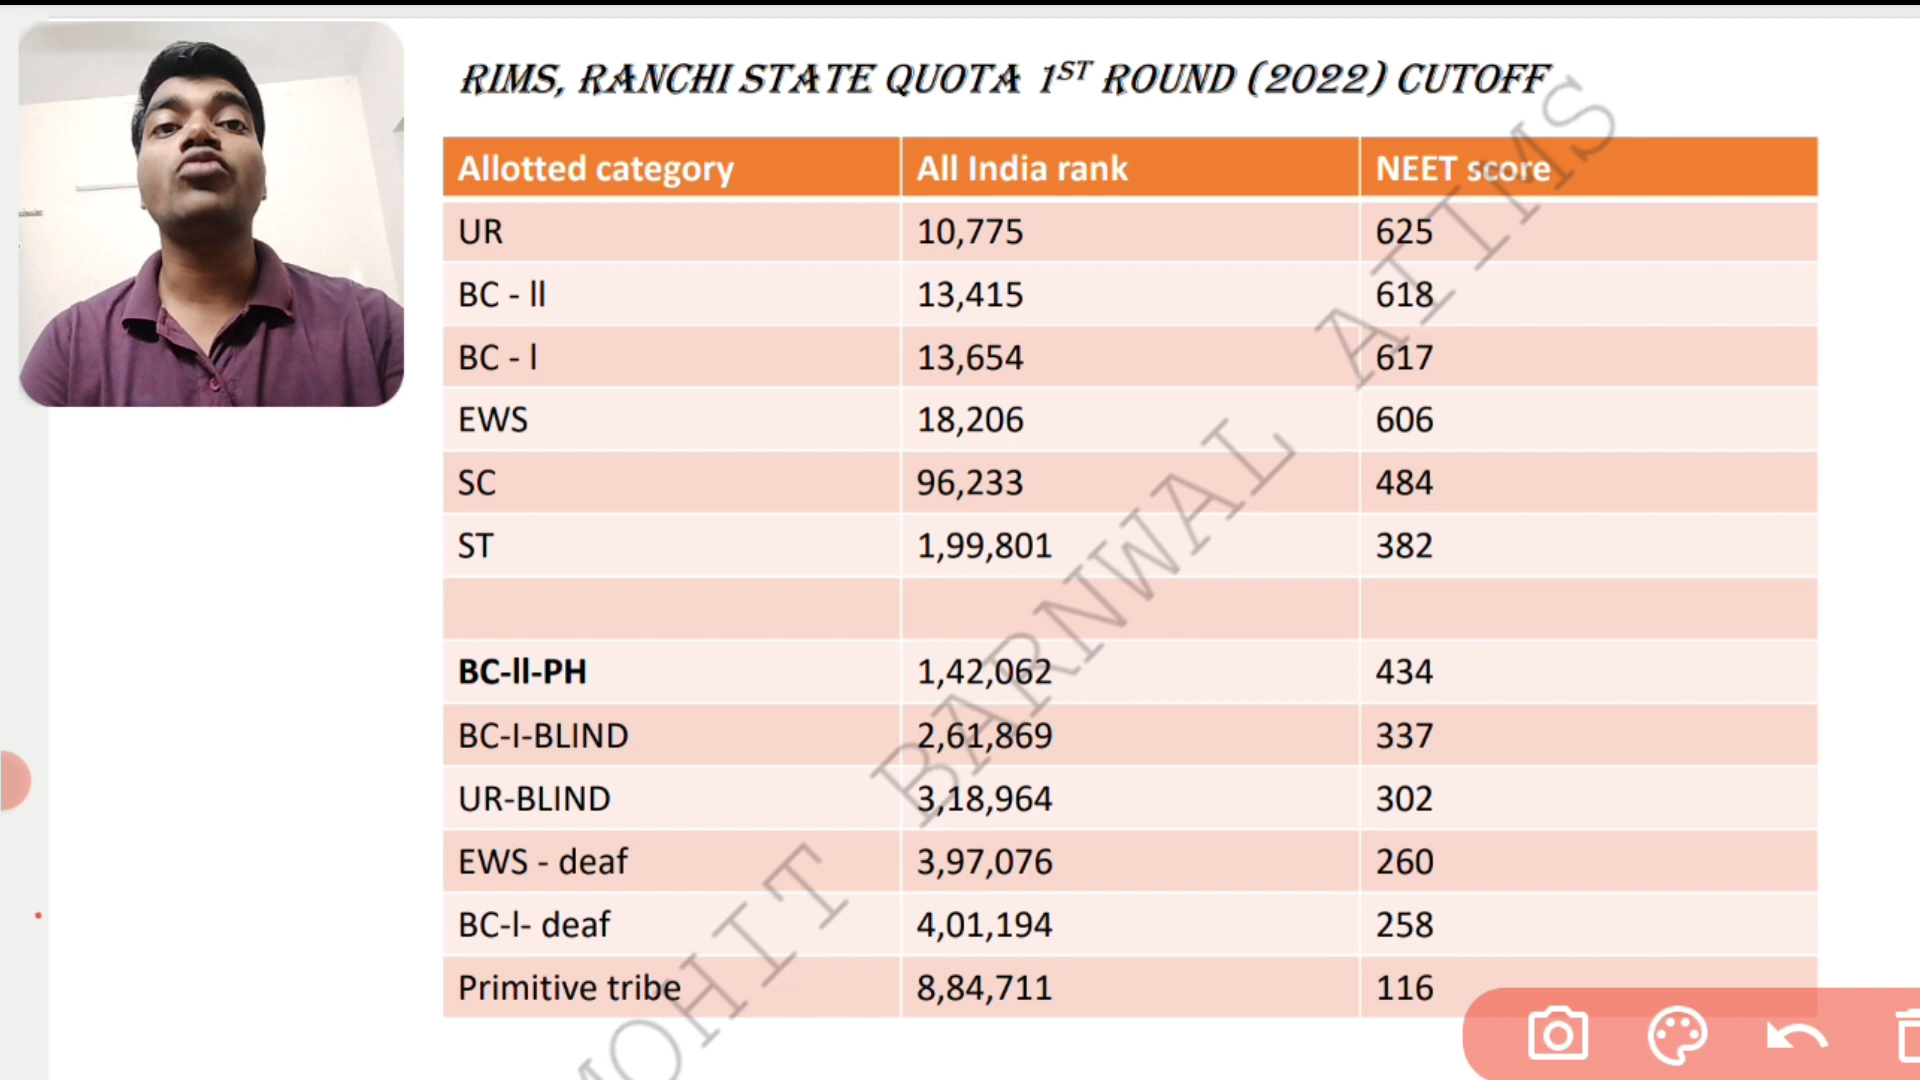 RIMS, RANCHI STATE QUOTA 1ST ROUND (2022) CUTOFF
Allotted category All India rank NEET score
UR 10,775 625
BC - ll 13,415 618
BC - l 13,654 617
EWS 18,206 606
SC 96,233 484
ST 1,99,801 382
BC-ll-PH 1,42,062 434
BC-I-BLIND 2,61,869 337
UR-BLIND 3,18,964 302
EWS - deaf 3,97,076 260
BC-l- deaf 4,01,194 258
Primitive tribe 8,84,711 116
MOHIT BARNWAL AIIMS